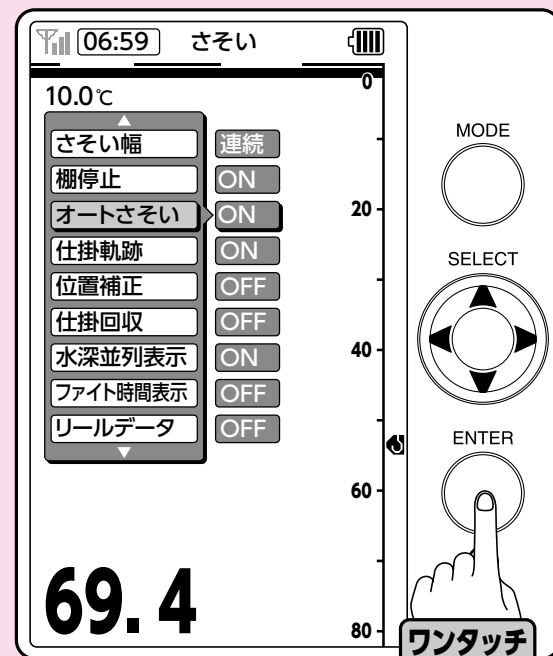 06:59 さそい
10.0℃
さそい幅 連続
棚停止 ON
オートさそい ON
仕掛軌跡 ON
位置補正 OFF
仕掛回収 OFF
水深並列表示 ON
ファイト時間表示 OFF
リールデータ OFF
69.4
0
20
40
60
80
MODE
SELECT
ENTER
ワンタッチ